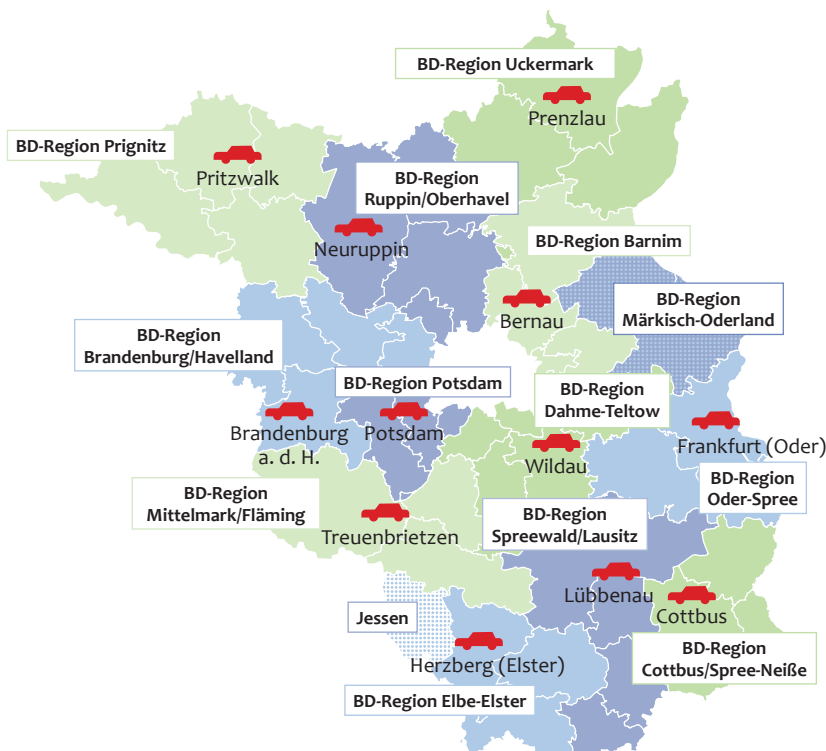 BD-Region Uckermark
Prenzlau
BD-Region Prignitz
Pritzwalk
BD-Region
Ruppin/Oberhavel
Neuruppin
BD-Region Barnim
Bernau
BD-Region
Märkisch-Oderland
BD-Region
Brandenburg/Havelland
BD-Region Potsdam
BD-Region
Dahme-Teltow
Brandenburg
a. d. H.
Potsdam
Wildau
Frankfurt (Oder)
BD-Region
Oder-Spree
BD-Region
Mittelmark/Fläming
Treuenbrietzen
BD-Region
Spreewald/Lausitz
Lübbenau
Cottbus
Jessen
Herzberg (Elster)
BD-Region
Cottbus/Spree-Neiße
BD-Region Elbe-Elster